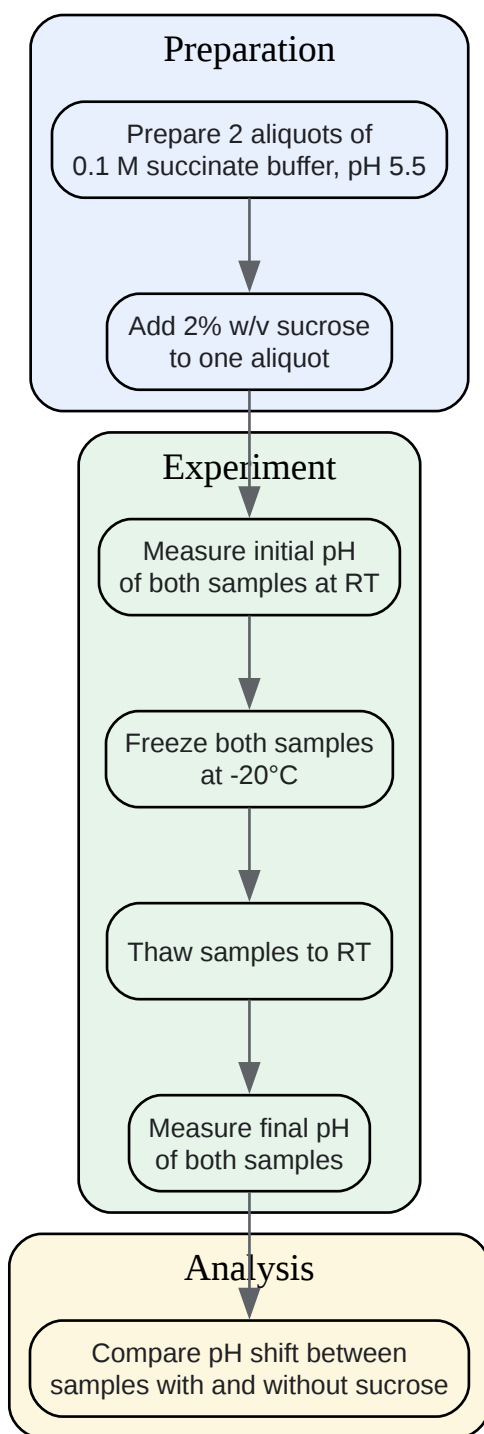 Preparation
Prepare 2 aliquots of
0.1 M succinate buffer, pH 5.5
Add 2% w/v sucrose
to one aliquot
Experiment
Measure initial pH
of both samples at RT
Freeze both samples
at -20°C
Thaw samples to RT
Measure final pH
of both samples
Analysis
Compare pH shift between
samples with and without sucrose